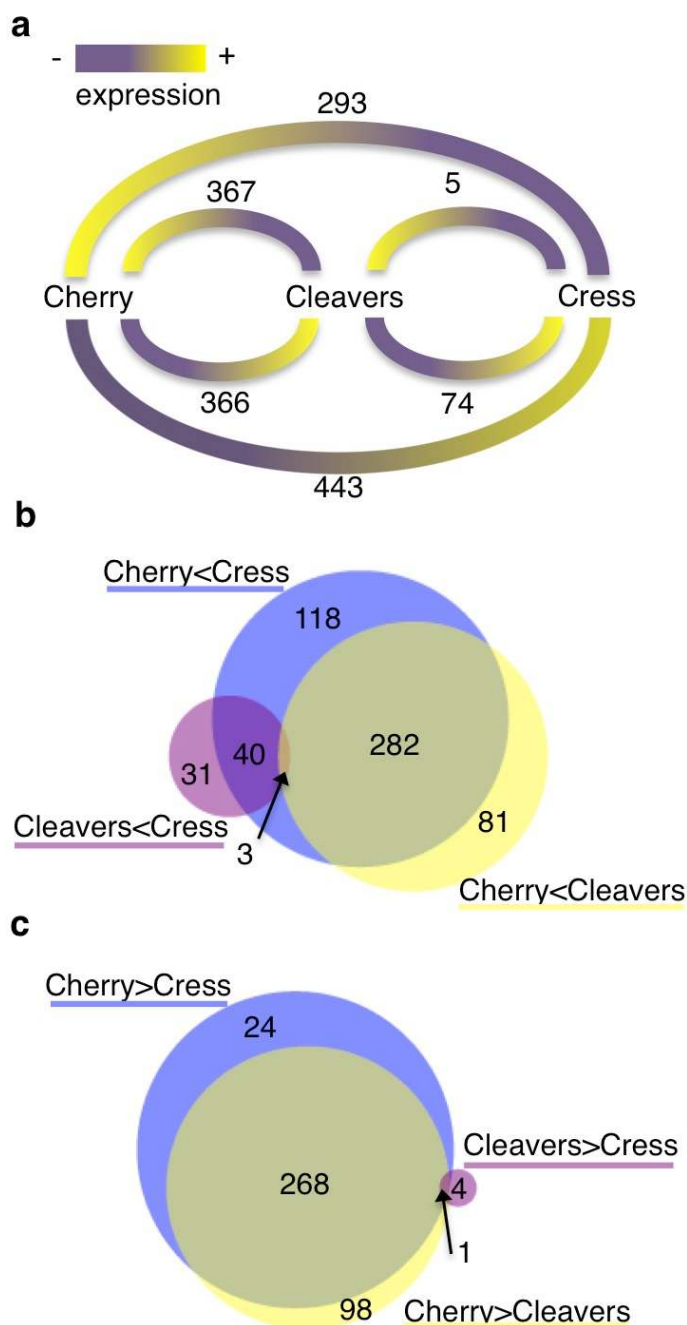 a
- +
expression
293
367 5
Cherry Cleavers Cress
366 74
443
b
Cherry<Cress
118
282
40
31
81
Cleavers<Cress
3
Cherry<Cleavers
c
Cherry>Cress
24
Cleavers>Cress
268
4
1
98
Cherry>Cleavers